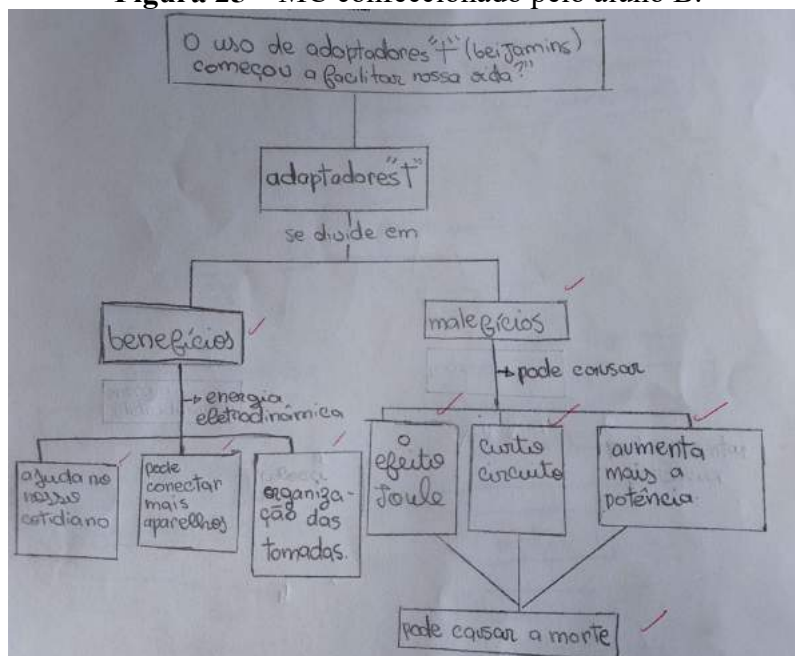 Figura 25 – MC confeccionado pelo aluno B.
O uso de adaptadores "T" (beijamins)
começou a facilitar nossa vida?"
adaptadores "T"
se divide em
benefícios
malefícios
energia
eletrodinâmica
pode causar
ajuda no
nosso
cotidiano
pode
conectar
mais
aparelhos
organiza-
ção das
tomadas.
o
efeito
Joule
curto
circuito
aumenta
mais a
potência
pode causar a morte